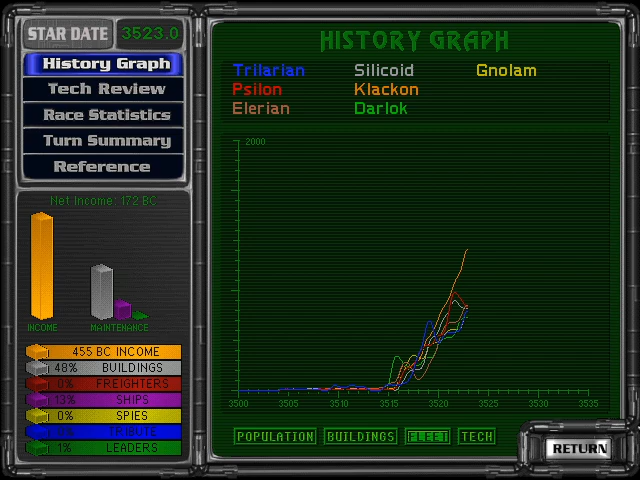 STAR DATE 3523.0
History Graph
Tech Review
Race Statistics
Turn Summary
Reference
Net Income: 172 BC
INCOME MAINTENANCE
455 BC INCOME
48% BUILDINGS
0% FREIGHTERS
13% SHIPS
0% SPIES
TRIBUTE
1% LEADERS
HISTORY GRAPH
Trilarian Silicoid Gnolam
Psilon Klackon
Elerian Darlok
2000
3500 3505 3510 3515 3520 3525 3530 3535
POPULATION BUILDINGS FLEET TECH
RETURN